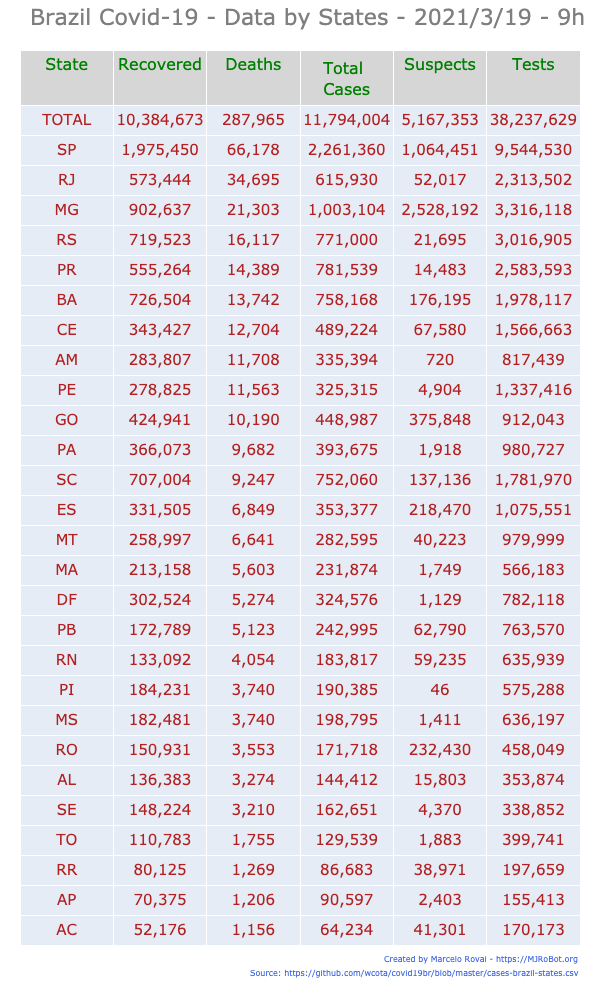 Brazil Covid-19 - Data by States - 2021/3/19 - 9h
State Recovered Deaths Total Cases Suspects Tests
TOTAL 10,384,673 287,965 11,794,004 5,167,353 38,237,629
SP 1,975,450 66,178 2,261,360 1,064,451 9,544,530
RJ 573,444 34,695 615,930 52,017 2,313,502
MG 902,637 21,303 1,003,104 2,528,192 3,316,118
RS 719,523 16,117 771,000 21,695 3,016,905
PR 555,264 14,389 781,539 14,483 2,583,593
BA 726,504 13,742 758,168 176,195 1,978,117
CE 343,427 12,704 489,224 67,580 1,566,663
AM 283,807 11,708 335,394 720 817,439
PE 278,825 11,563 325,315 4,904 1,337,416
GO 424,941 10,190 448,987 375,848 912,043
PA 366,073 9,682 393,675 1,918 980,727
SC 707,004 9,247 752,060 137,136 1,781,970
ES 331,505 6,849 353,377 218,470 1,075,551
MT 258,997 6,641 282,595 40,223 979,999
MA 213,158 5,603 231,874 1,749 566,183
DF 302,524 5,274 324,576 1,129 782,118
PB 172,789 5,123 242,995 62,790 763,570
RN 133,092 4,054 183,817 59,235 635,939
PI 184,231 3,740 190,385 46 575,288
MS 182,481 3,740 198,795 1,411 636,197
RO 150,931 3,553 171,718 232,430 458,049
AL 136,383 3,274 144,412 15,803 353,874
SE 148,224 3,210 162,651 4,370 338,852
TO 110,783 1,755 129,539 1,883 399,741
RR 80,125 1,269 86,683 38,971 197,659
AP 70,375 1,206 90,597 2,403 155,413
AC 52,176 1,156 64,234 41,301 170,173
Created by Marcelo Rovai - https://MJRoBot.org
Source: https://github.com/wcota/covid19br/blob/master/cases-brazil-states.csv